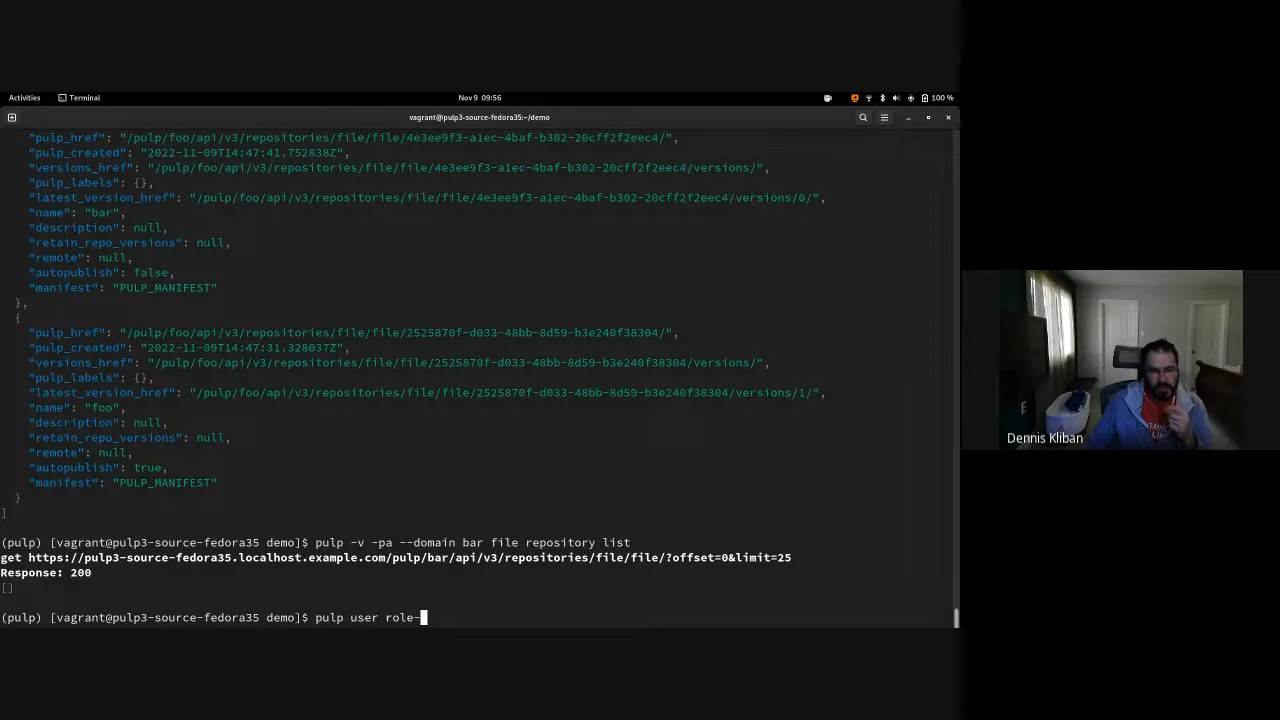 Activities
Terminal
Nov 9 09:56
100 %
vagrant@pulp3-source-fedora35:~/demo
"pulp_href": "/pulp/foo/api/v3/repositories/file/file/4e3ee9f3-a1ec-4baf-b302-20cff2f2eec4/",
"pulp_created": "2022-11-09T14:47:41.752838Z",
"versions_href": "/pulp/foo/api/v3/repositories/file/file/4e3ee9f3-a1ec-4baf-b302-20cff2f2eec4/versions/",
"pulp_labels": {},
"latest_version_href": "/pulp/foo/api/v3/repositories/file/file/4e3ee9f3-a1ec-4baf-b302-20cff2f2eec4/versions/0/",
"name": "bar",
"description": null,
"retain_repo_versions": null,
"remote": null,
"autopublish": false,
"manifest": "PULP_MANIFEST"
},
{
"pulp_href": "/pulp/foo/api/v3/repositories/file/file/2525870f-d033-48bb-8d59-b3e240f38304/",
"pulp_created": "2022-11-09T14:47:31.328037Z",
"versions_href": "/pulp/foo/api/v3/repositories/file/file/2525870f-d033-48bb-8d59-b3e240f38304/versions/",
"pulp_labels": {},
"latest_version_href": "/pulp/foo/api/v3/repositories/file/file/2525870f-d033-48bb-8d59-b3e240f38304/versions/1/",
"name": "foo",
"description": null,
"retain_repo_versions": null,
"remote": null,
"autopublish": true,
"manifest": "PULP_MANIFEST"
}
]
(pulp) [vagrant@pulp3-source-fedora35 demo]$ pulp -v -pa --domain bar file repository list
get https://pulp3-source-fedora35.localhost.example.com/pulp/bar/api/v3/repositories/file/file/?offset=0&limit=25
Response: 200
[]
(pulp) [vagrant@pulp3-source-fedora35 demo]$ pulp user role-
Dennis Kliban